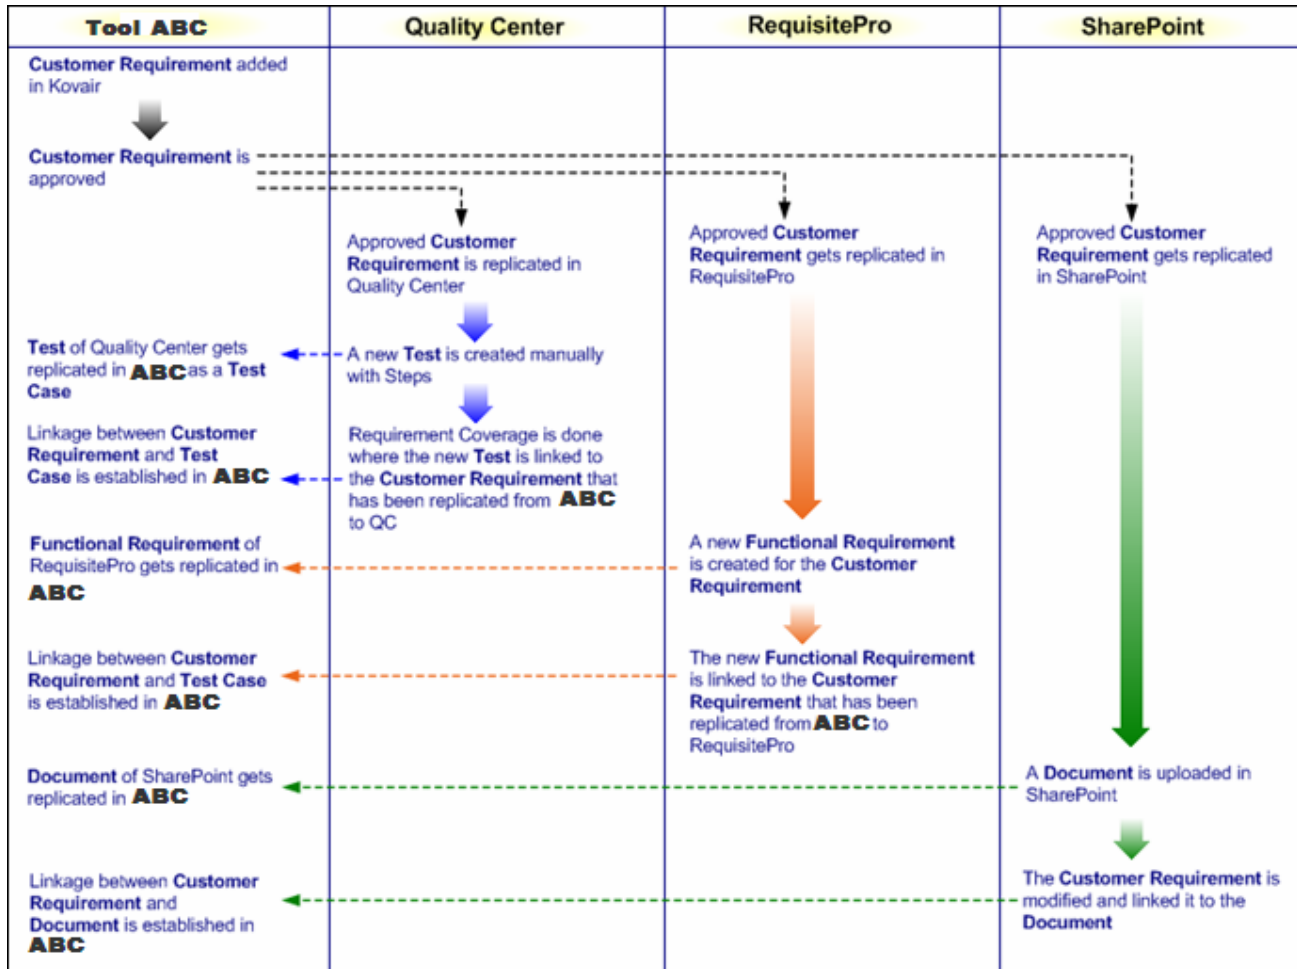 Tool ABC
Quality Center
RequisitePro
SharePoint
Customer Requirement added
in Kovair
Customer Requirement is
approved
Approved Customer
Requirement is replicated in
Quality Center
Approved Customer
Requirement gets replicated in
RequisitePro
Approved Customer
Requirement gets replicated
in SharePoint
Test of Quality Center gets
replicated in ABC as a Test
Case
A new Test is created manually
with Steps
Linkage between Customer
Requirement and Test
Case is established in ABC
Requirement Coverage is done
where the new Test is linked to
the Customer Requirement that
has been replicated from ABC
to QC
Functional Requirement of
RequisitePro gets replicated in
ABC
A new Functional Requirement
is created for the Customer
Requirement
Linkage between Customer
Requirement and Test Case
is established in ABC
The new Functional Requirement
is linked to the Customer
Requirement that has been
replicated from ABC to
RequisitePro
Document of SharePoint gets
replicated in ABC
A Document is uploaded in
SharePoint
Linkage between Customer
Requirement and
Document is established in
ABC
The Customer Requirement is
modified and linked it to the
Document